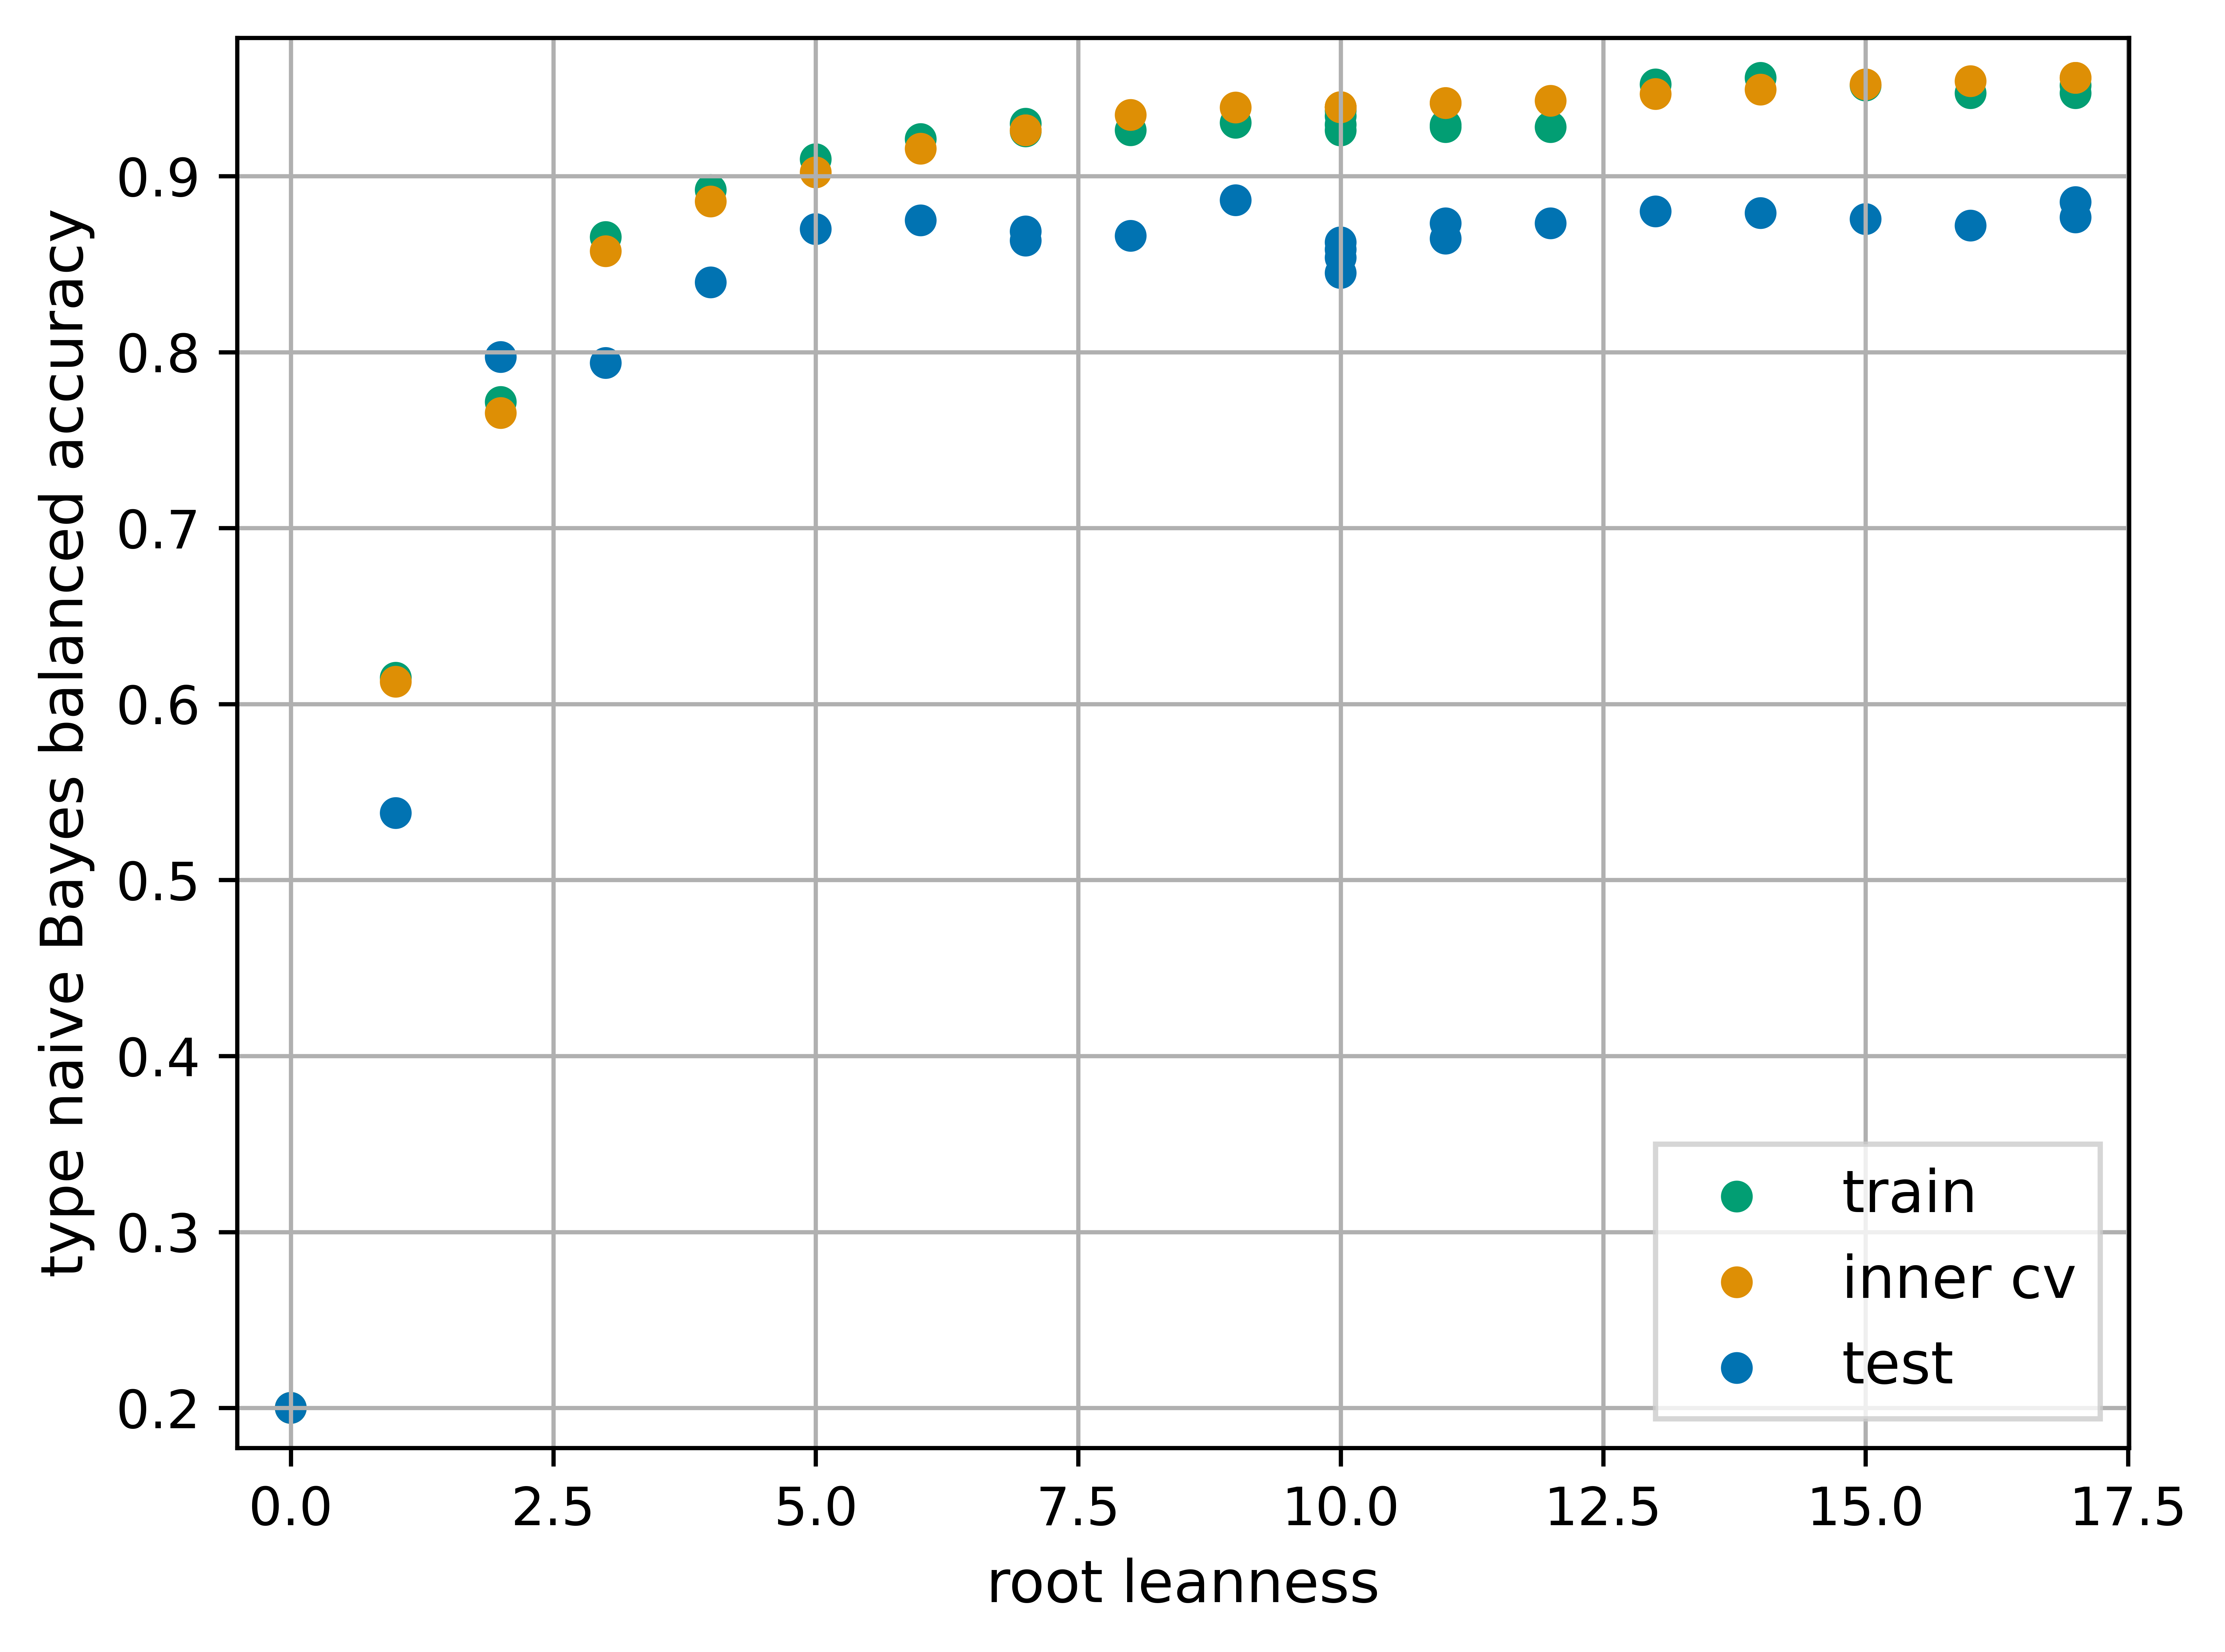 type naive Bayes balanced accuracy
0.9
0.8
0.7
0.6
0.5
0.4
0.3
0.2
train
inner cv
test
0.0 2.5 5.0 7.5 10.0 12.5 15.0 17.5
root leanness